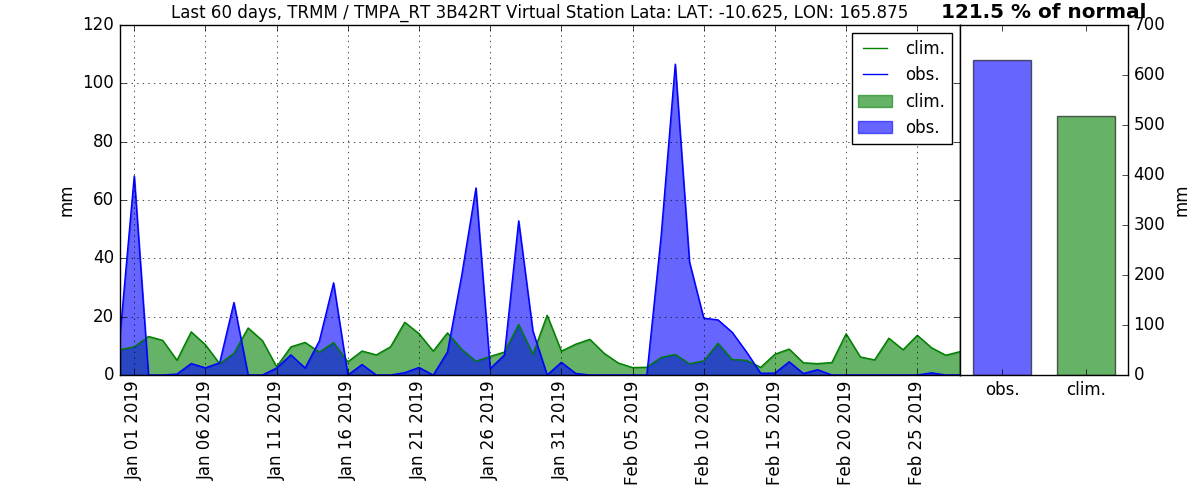 Last 60 days, TRMM / TMPA_RT 3B42RT Virtual Station Lata: LAT: -10.625, LON: 165.875
121.5 % of normal
120
100
80
60
40
20
0
mm
clim.
obs.
clim.
obs.
Jan 01 2019
Jan 06 2019
Jan 11 2019
Jan 16 2019
Jan 21 2019
Jan 26 2019
Jan 31 2019
Feb 05 2019
Feb 10 2019
Feb 15 2019
Feb 20 2019
Feb 25 2019
700
600
500
400
300
200
100
0
mm
obs.
clim.